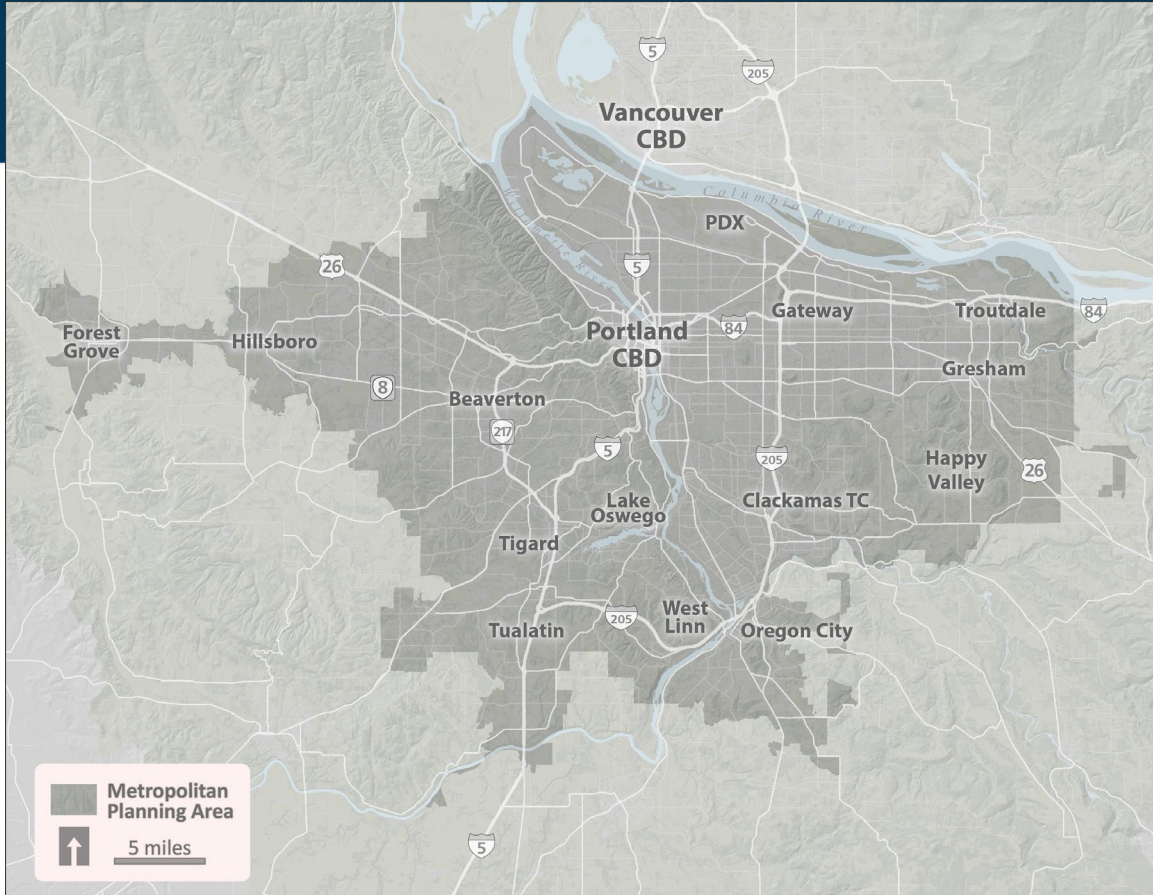 5
205
Vancouver
CBD
Columbia River
PDX
Willamette River
26
5
Gateway
Troutdale
84
84
Portland
CBD
Forest
Grove
Hillsboro
Gresham
8
Beaverton
217
5
205
Happy
Valley
26
Lake
Oswego
Clackamas TC
Tigard
205
West
Linn
Tualatin
Oregon City
Metropolitan
Planning Area
5 miles
5